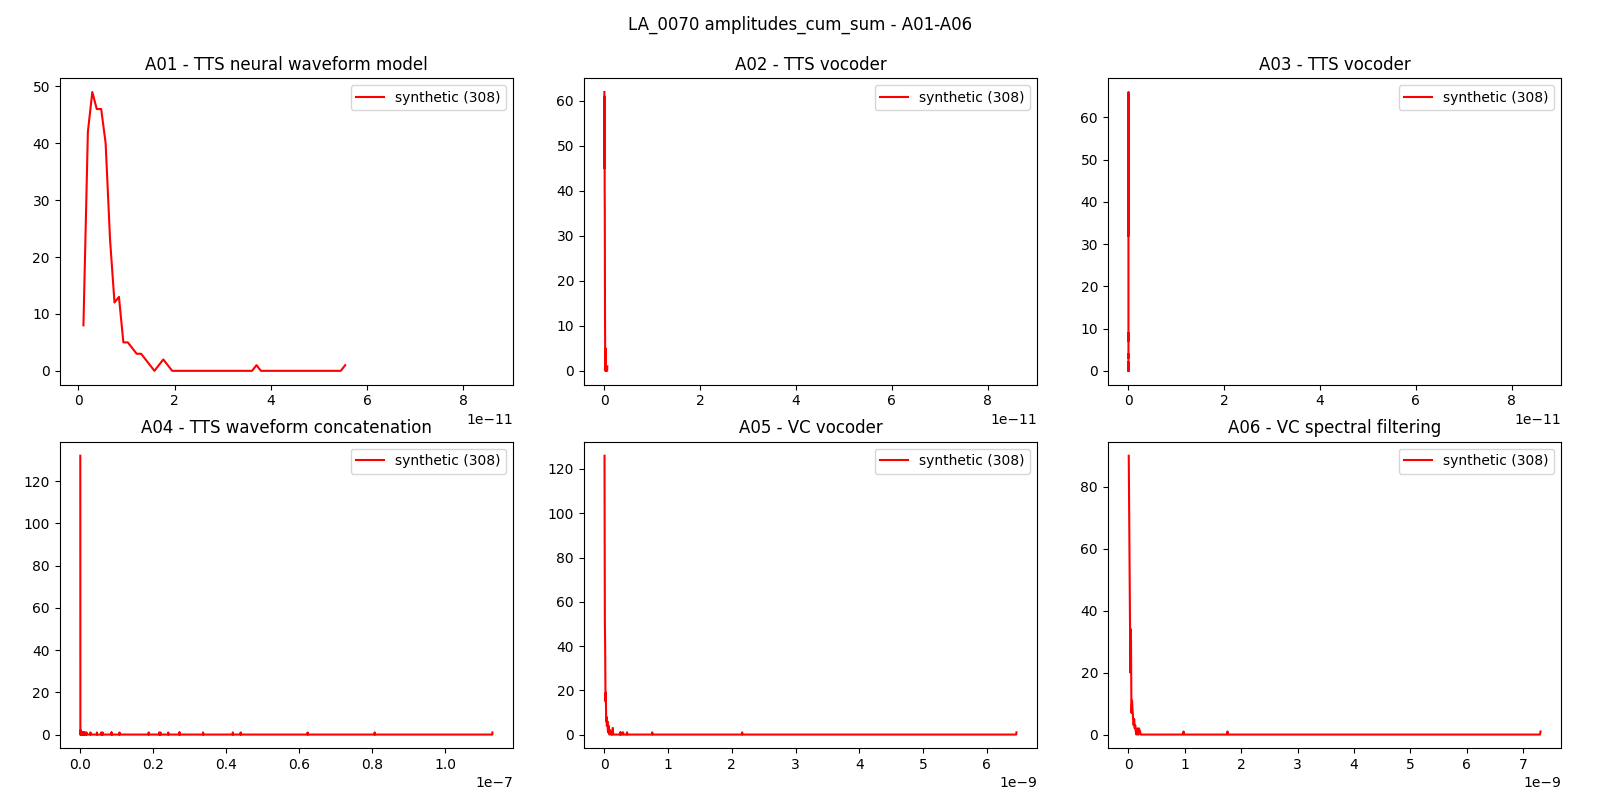 LA_0070 amplitudes_cum_sum - A01-A06
A01 - TTS neural waveform model
synthetic (308)
50
40
30
20
10
0
0 2 4 6 8
1e−11
A02 - TTS vocoder
synthetic (308)
60
50
40
30
20
10
0
0 2 4 6 8
1e−11
A03 - TTS vocoder
synthetic (308)
60
50
40
30
20
10
0
0 2 4 6 8
1e−11
A04 - TTS waveform concatenation
synthetic (308)
120
100
80
60
40
20
0
0.0 0.2 0.4 0.6 0.8 1.0
1e−7
A05 - VC vocoder
synthetic (308)
120
100
80
60
40
20
0
0 1 2 3 4 5 6
1e−9
A06 - VC spectral filtering
synthetic (308)
80
60
40
20
0
0 1 2 3 4 5 6 7
1e−9